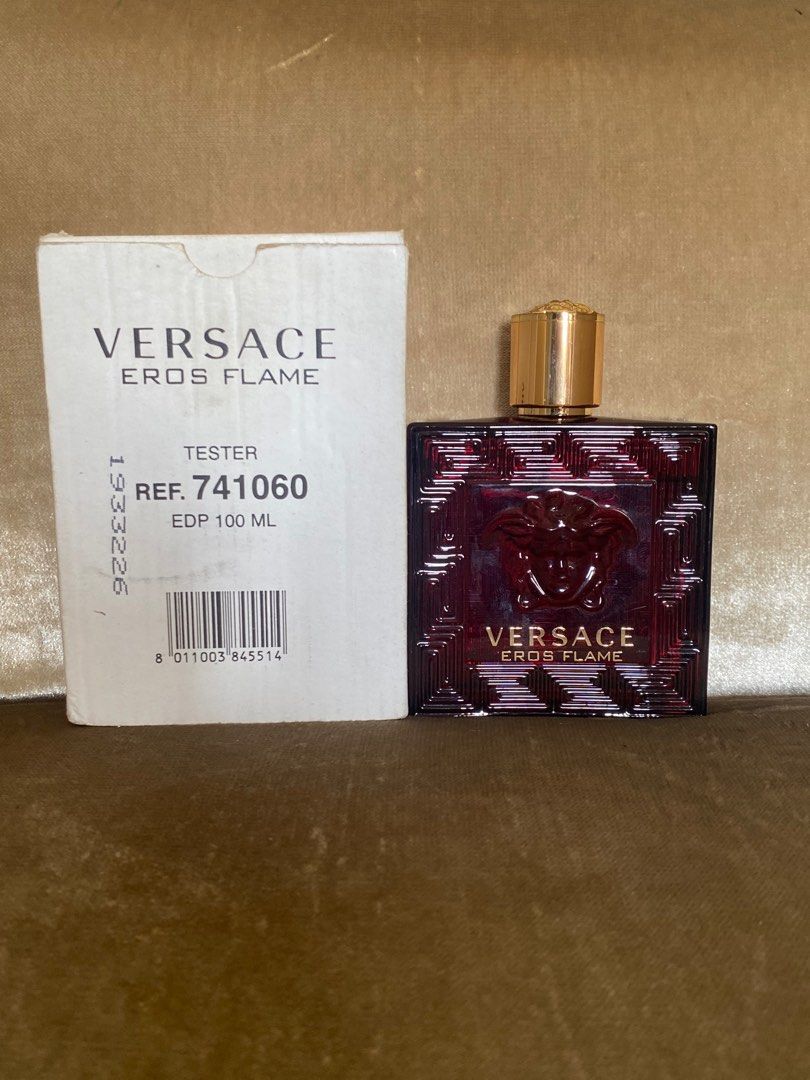 VERSACE
EROS FLAME
TESTER
REF. 741060
EDP 100 ML
1933226
8 011003 845514
VERSACE
EROS FLAME